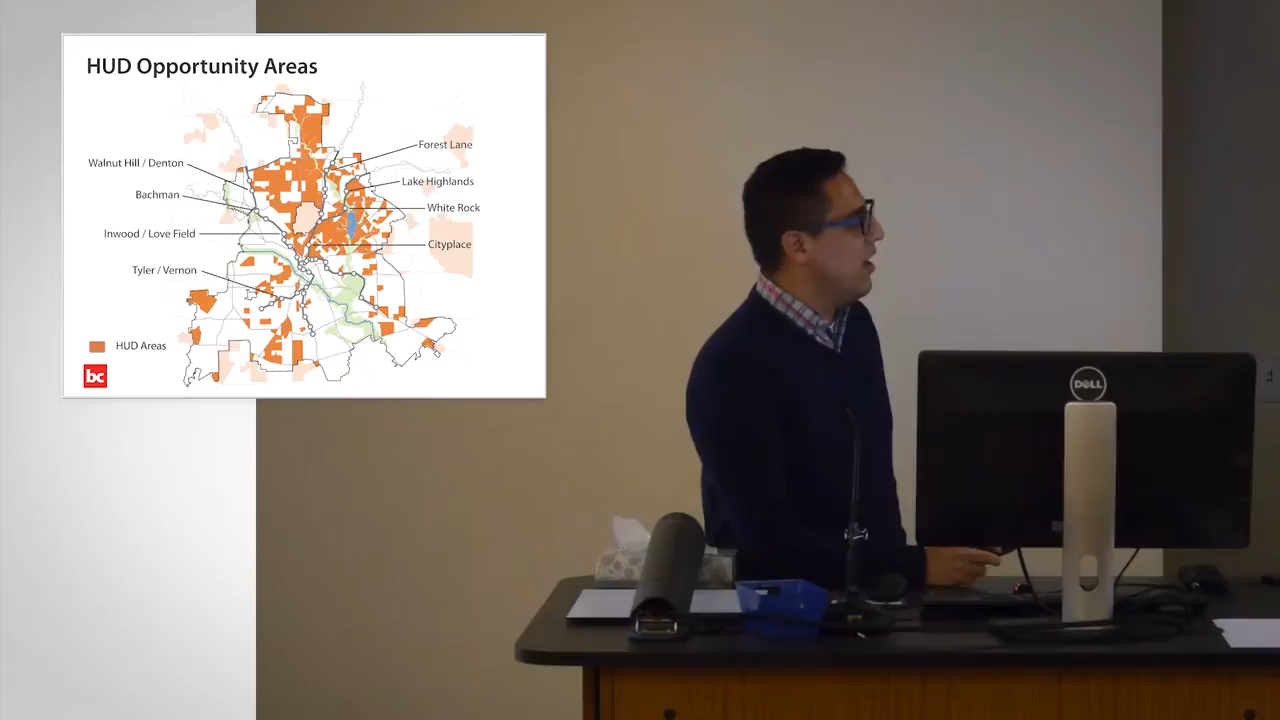 HUD Opportunity Areas
Forest Lane
Walnut Hill / Denton
Lake Highlands
Bachman
White Rock
Inwood / Love Field
Cityplace
Tyler / Vernon
HUD Areas
bc
DELL